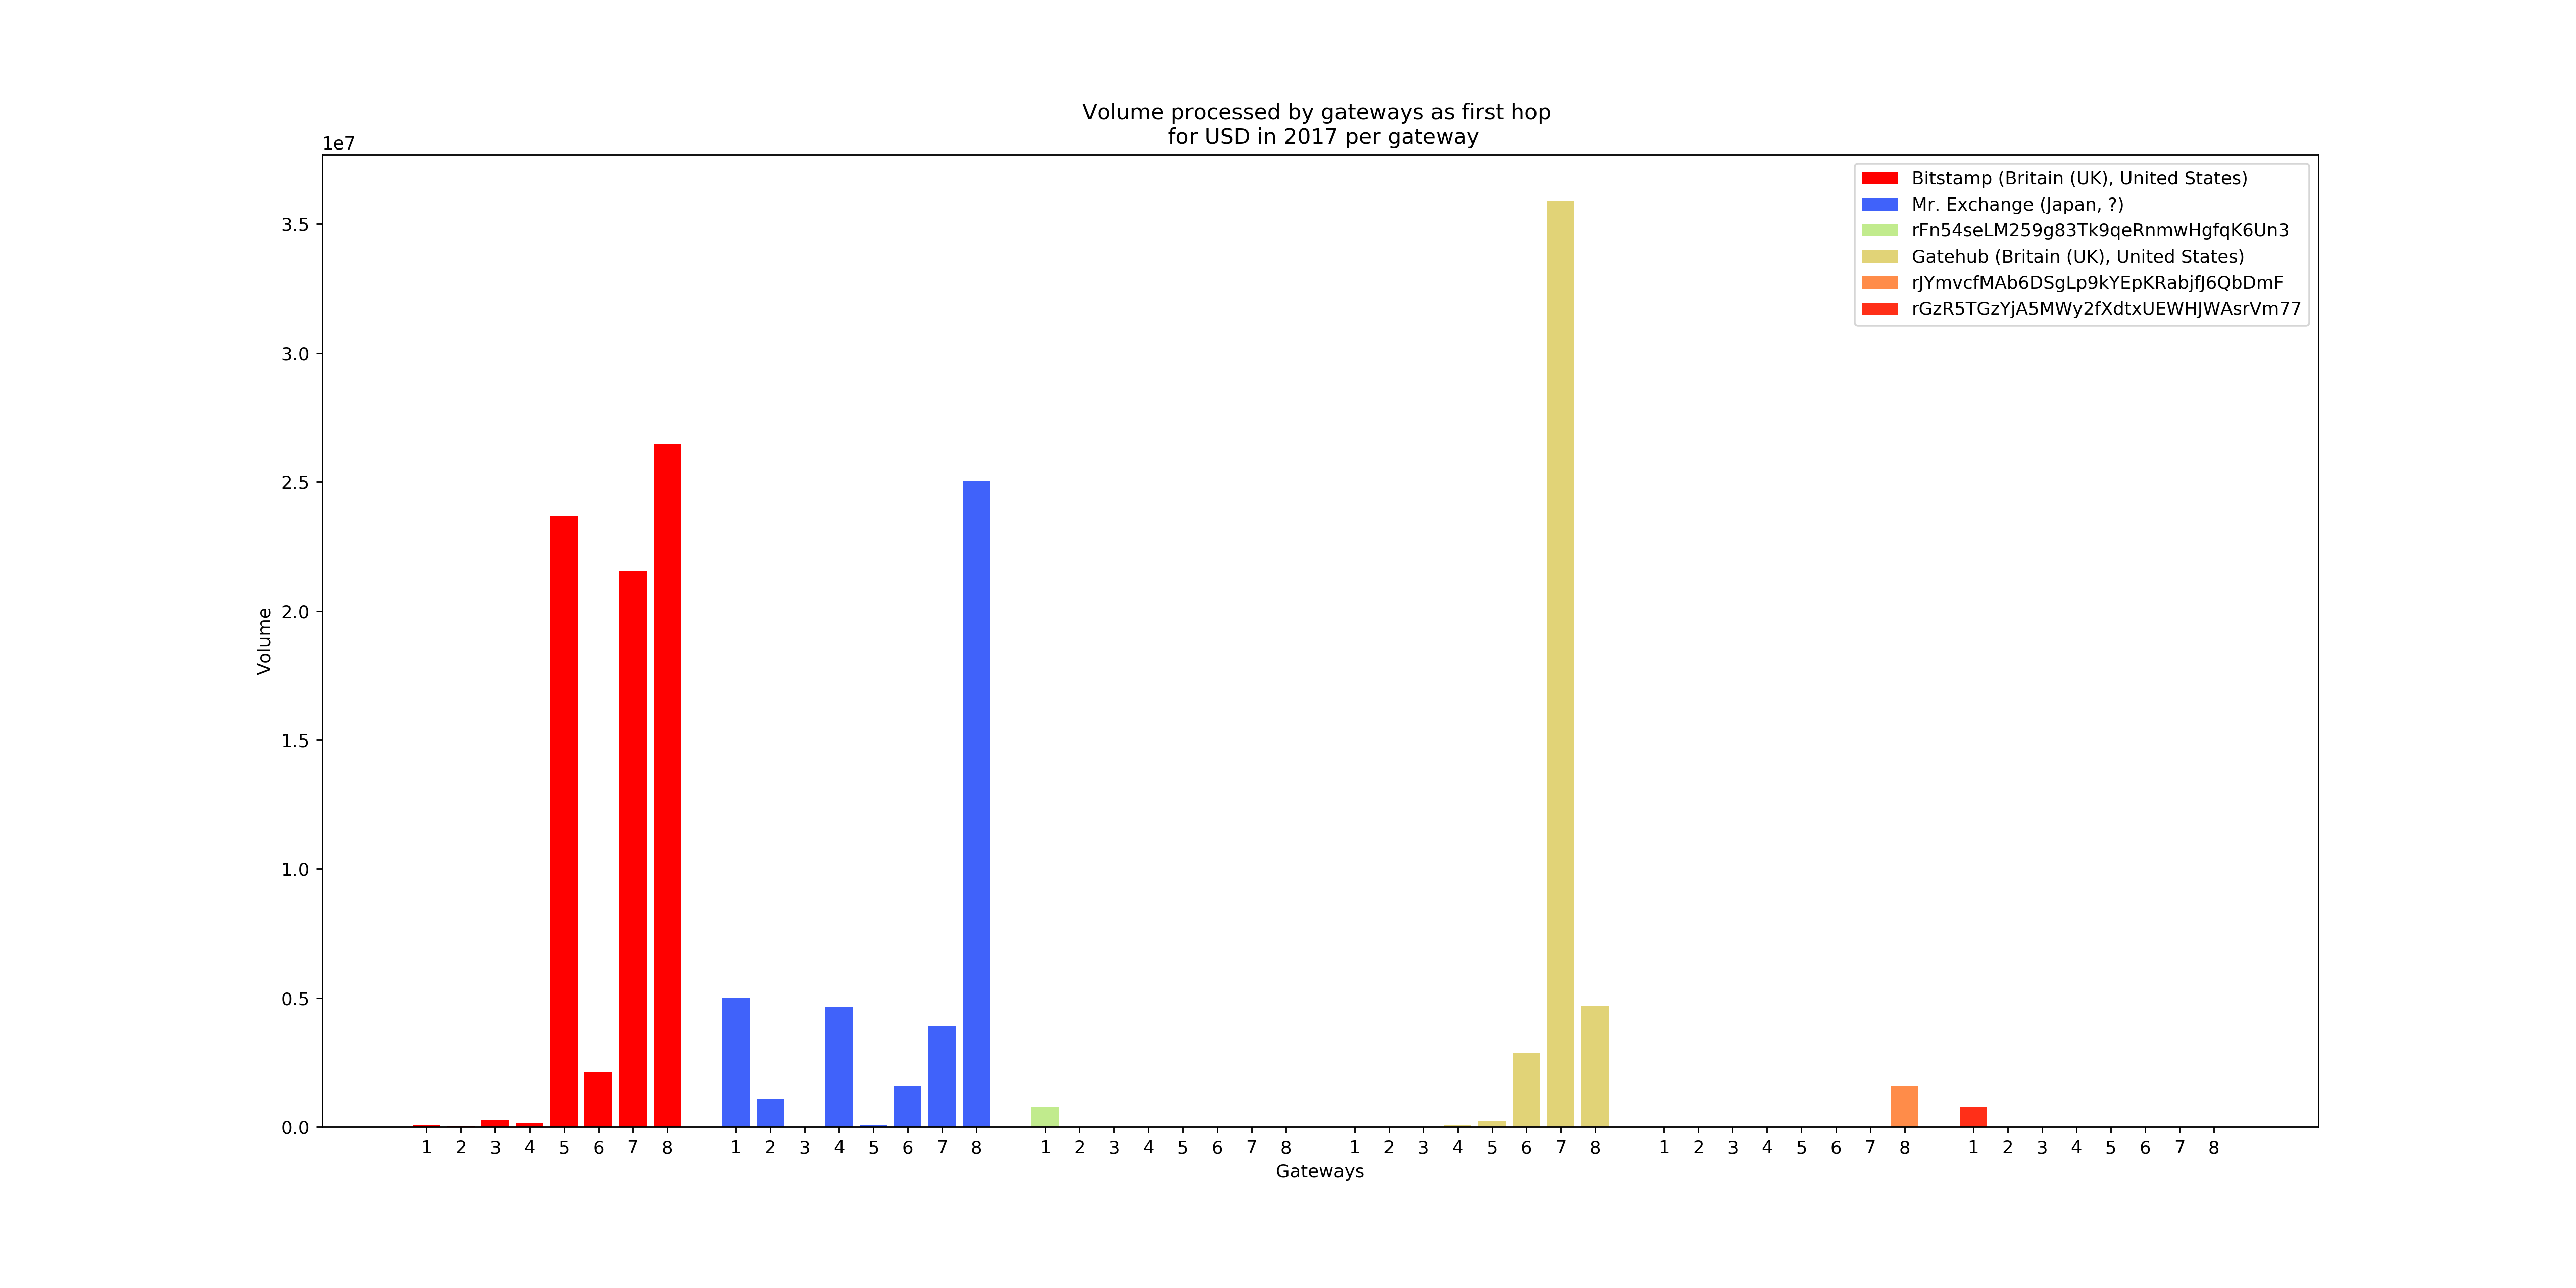 Volume processed by gateways as first hop
for USD in 2017 per gateway
1e7
3.5
3.0
2.5
2.0
1.5
1.0
0.5
0.0
Volume
Bitstamp (Britain (UK), United States)
Mr. Exchange (Japan, ?)
rFn54seLM259g83Tk9qeRnmwHgfqK6Un3
Gatehub (Britain (UK), United States)
rJYmvcfMAb6DSgLp9kYEpKRabjfJ6QbDmF
rGzR5TGzYjA5MWy2fXdtxUEWHJWAsrVm77
1 2 3 4 5 6 7 8 1 2 3 4 5 6 7 8 1 2 3 4 5 6 7 8 1 2 3 4 5 6 7 8 1 2 3 4 5 6 7 8 1 2 3 4 5 6 7 8
Gateways